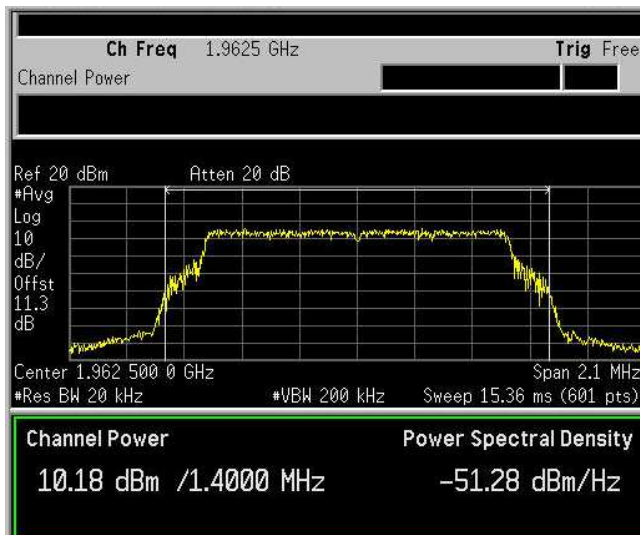 Ch Freq 1.9625 GHz Trig Free
Channel Power
Ref 20 dBm Atten 20 dB
#Avg
Log
10
dB/
Offst
11.3
dB
Center 1.962 500 0 GHz Span 2.1 MHz
#Res BW 20 kHz #VBW 200 kHz Sweep 15.36 ms (601 pts)
Channel Power Power Spectral Density
10.18 dBm /1.4000 MHz -51.28 dBm/Hz